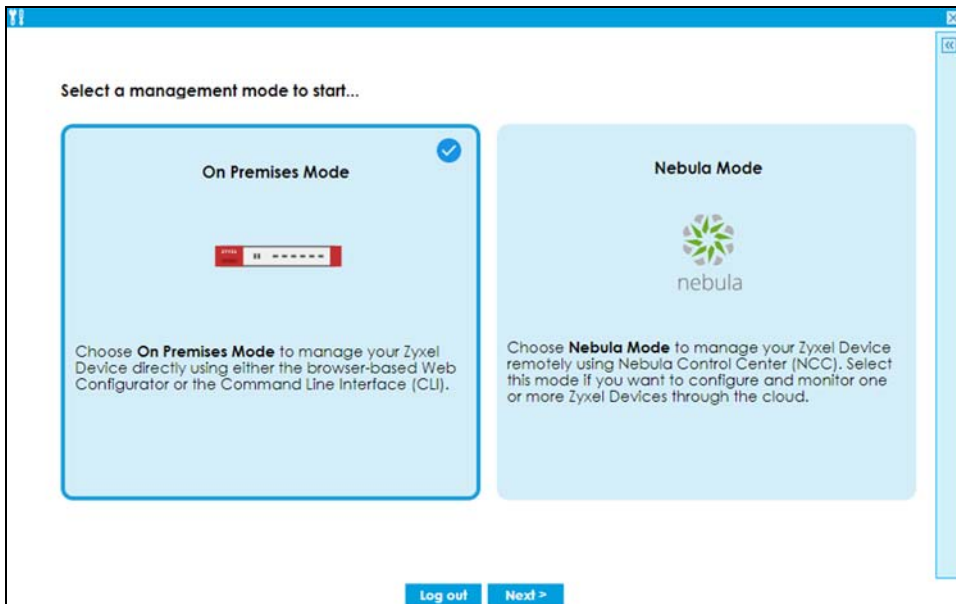 Select a management mode to start...
On Premises Mode
ZYXEL
Choose On Premises Mode to manage your Zyxel
Device directly using either the browser-based Web
Configurator or the Command Line Interface (CLI).
Nebula Mode
nebula
Choose Nebula Mode to manage your Zyxel Device
remotely using Nebula Control Center (NCC). Select
this mode if you want to configure and monitor one
or more Zyxel Devices through the cloud.
Log out
Next >